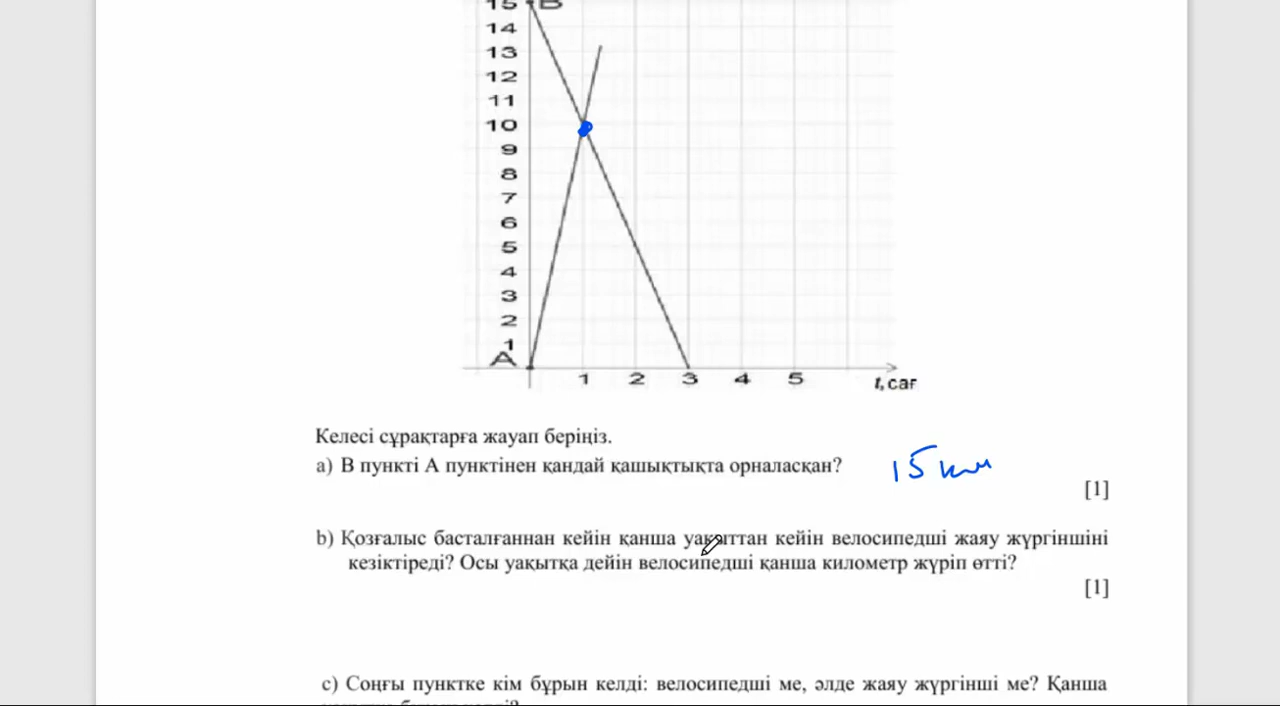 15 B
14
13
12
11
10
9
8
7
6
5
4
3
2
1
A
1 2 3 4 5 t, сағ
Келесі сұрақтарға жауап беріңіз.
a) В пункті А пунктінен қандай қашықтықта орналасқан? 15 км
[1]
b) Қозғалыс басталғаннан кейін қанша уақыттан кейін велосипедші жаяу жүргіншіні
кезіктіреді? Осы уақытқа дейін велосипедші қанша километр жүріп өтті?
[1]
c) Соңғы пунктке кім бұрын келді: велосипедші ме, әлде жаяу жүргінші ме? Қанша